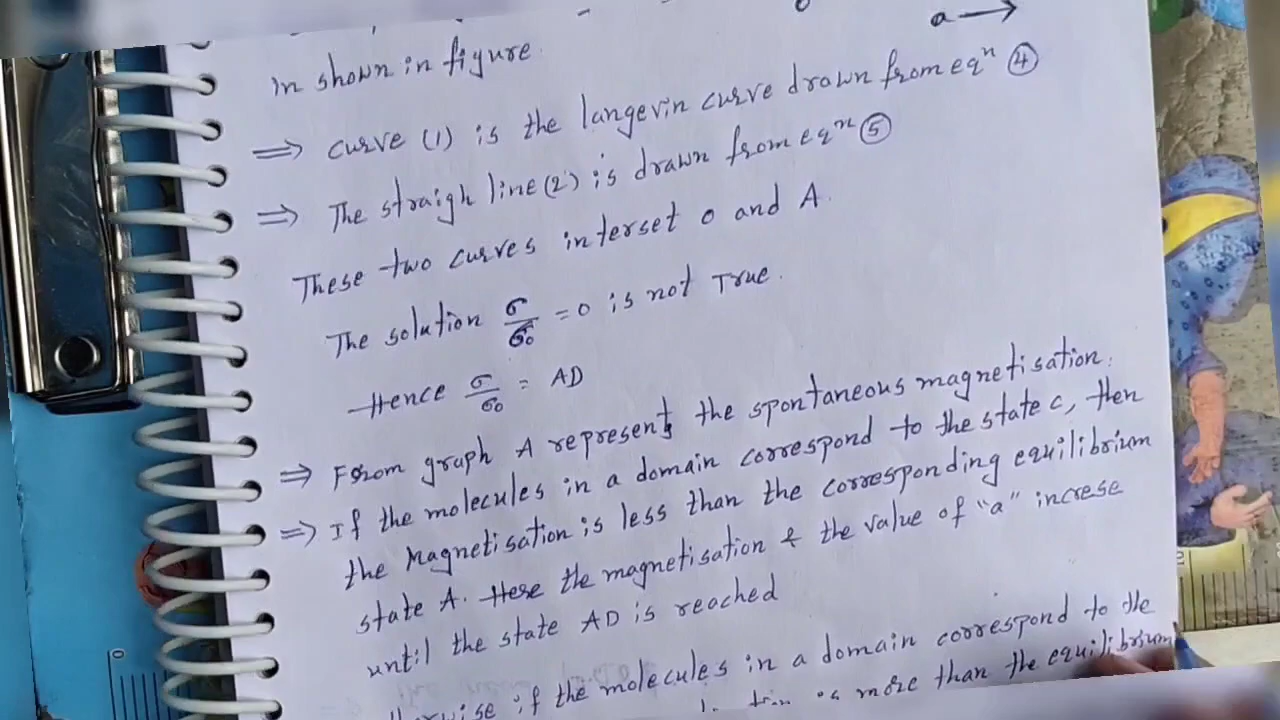 a →
in shown in figure.
⇒ curve (1) is the langevin curve drawn from eqⁿ ④
⇒ The straigh line (2) is drawn from eqⁿ ⑤
These two curves interset o and A.
The solution σ/σ₀ = 0 is not True.
Hence σ/σ₀ = AD
⇒ From graph A represent the spontaneous magnetisation.
⇒ If the molecules in a domain correspond to the state c, then
the Magnetisation is less than the corresponding equilibrium
state A. Here the magnetisation & the value of "a" increse
until the state AD is reached
if the molecules in a domain correspond to the
is more than the equilibrium